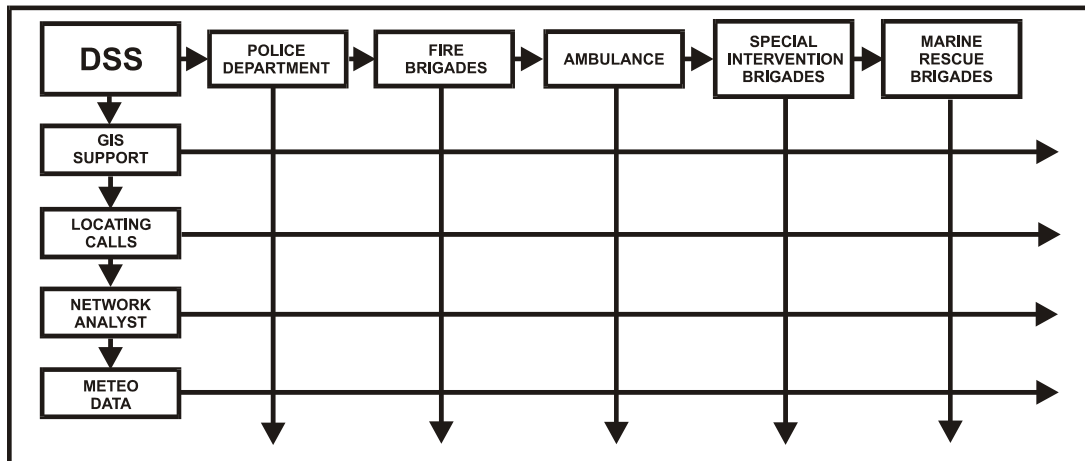 DSS
POLICE
DEPARTMENT
FIRE
BRIGADES
AMBULANCE
SPECIAL
INTERVENTION
BRIGADES
MARINE
RESCUE
BRIGADES
GIS
SUPPORT
LOCATING
CALLS
NETWORK
ANALYST
METEO
DATA